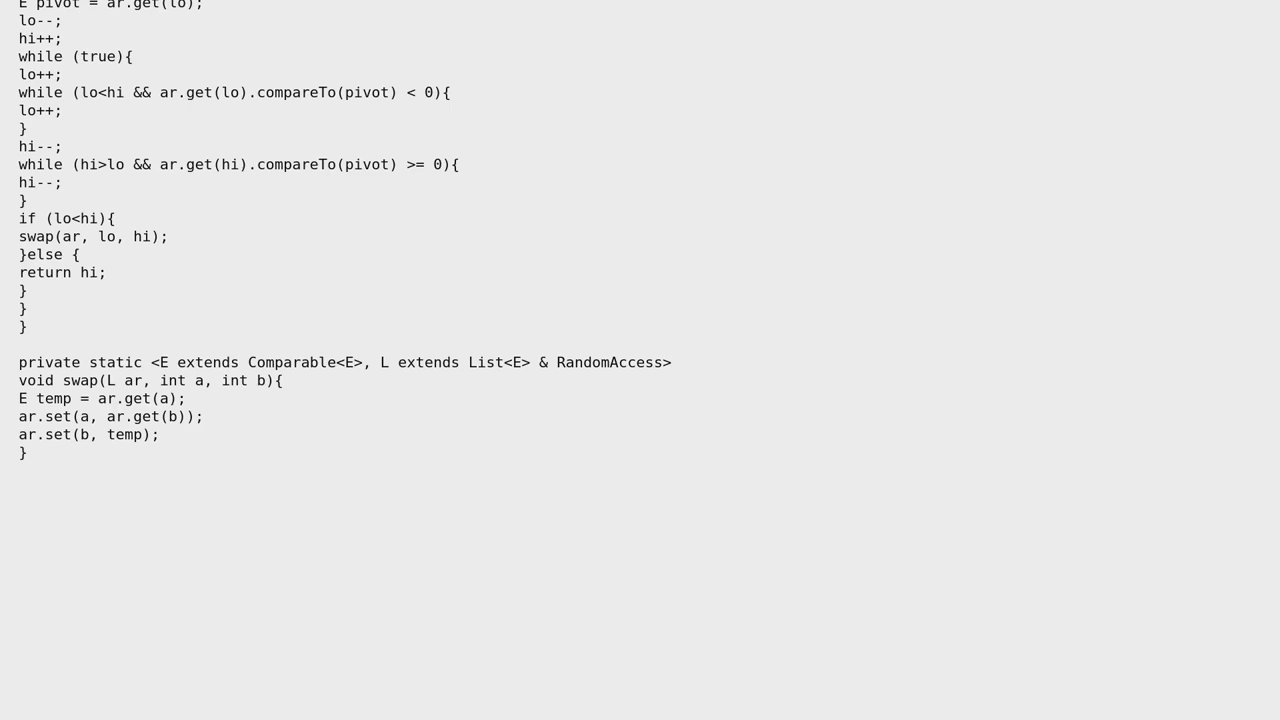 E pivot = ar.get(lo);
lo--;
hi++;
while (true){
lo++;
while (lo<hi && ar.get(lo).compareTo(pivot) < 0){
lo++;
}
hi--;
while (hi>lo && ar.get(hi).compareTo(pivot) >= 0){
hi--;
}
if (lo<hi){
swap(ar, lo, hi);
}else {
return hi;
}
}
}

private static <E extends Comparable<E>, L extends List<E> & RandomAccess>
void swap(L ar, int a, int b){
E temp = ar.get(a);
ar.set(a, ar.get(b));
ar.set(b, temp);
}